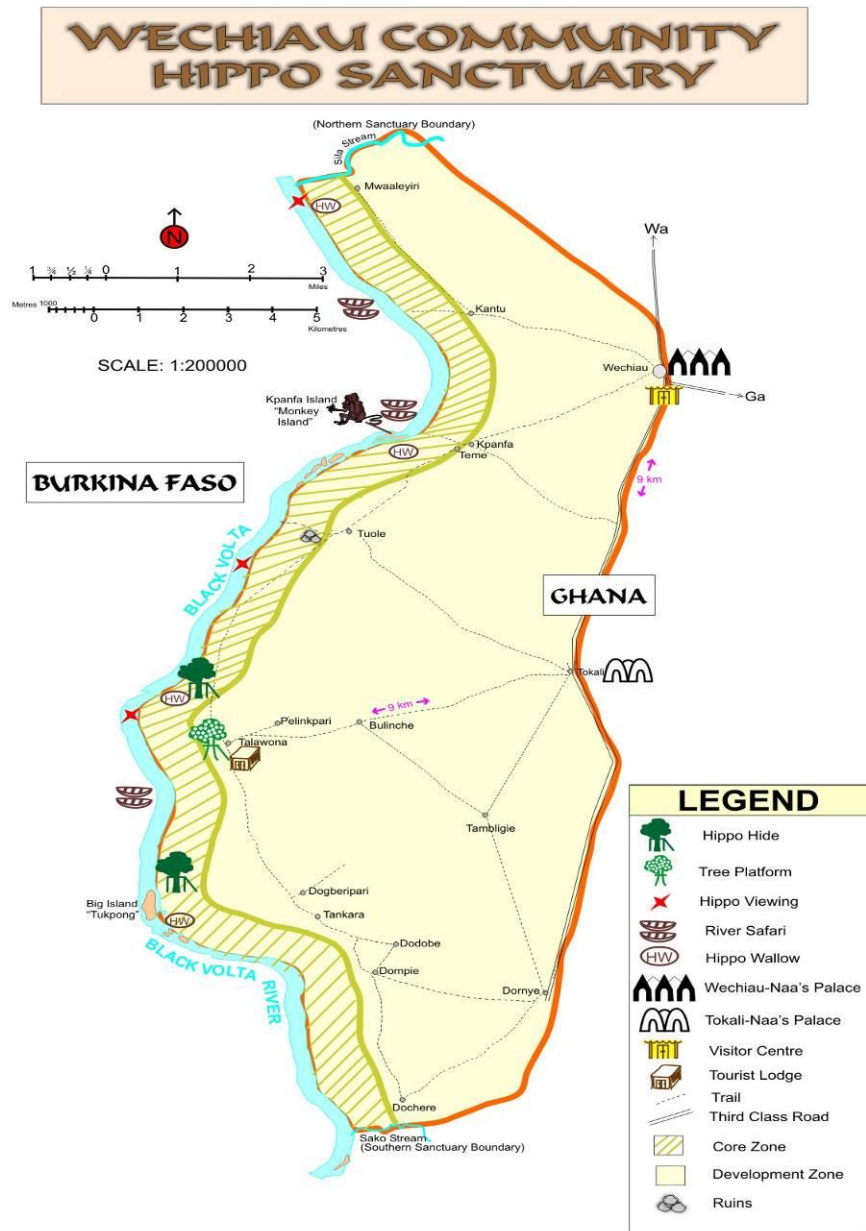 WECHIAU COMMUNITY
HIPPO SANCTUARY
(Northern Sanctuary Boundary)
Sila Stream
Mwaaleyiri
HW
N
1 ¾ ½ ¼ 0 1 2 3
Miles
Metres 1000
0 1 2 3 4 5
Kilometres
SCALE: 1:200000
Wa
Kantu
Wechiau
Ga
Kpanfa Island
"Monkey
Island"
HW
Kpanfa
Teme
BURKINA FASO
9 km
BLACK VOLTA
Tuole
GHANA
Tokali
HW
9 km
Pelinkpari
Bulinche
Talawona
Tambligie
Big Island
"Tukpong"
HW
Dogberipari
Tankara
Dodobe
Dompie
BLACK VOLTA
RIVER
Dornye
Dochere
Sako Stream
(Southern Sanctuary Boundary)
LEGEND
Hippo Hide
Tree Platform
Hippo Viewing
River Safari
HW Hippo Wallow
Wechiau-Naa's Palace
Tokali-Naa's Palace
Visitor Centre
Tourist Lodge
Trail
Third Class Road
Core Zone
Development Zone
Ruins